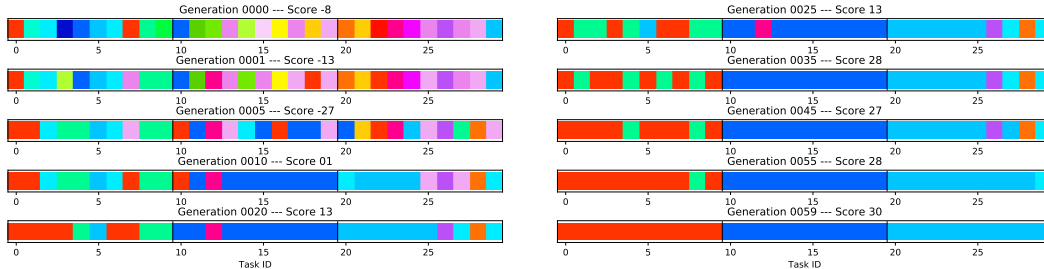 Generation 0000 --- Score -8
0 5 10 15 20 25
Generation 0001 --- Score -13
0 5 10 15 20 25
Generation 0005 --- Score -27
0 5 10 15 20 25
Generation 0010 --- Score 01
0 5 10 15 20 25
Generation 0020 --- Score 13
0 5 10 15 20 25
Task ID
Generation 0025 --- Score 13
0 5 10 15 20 25
Generation 0035 --- Score 28
0 5 10 15 20 25
Generation 0045 --- Score 27
0 5 10 15 20 25
Generation 0055 --- Score 28
0 5 10 15 20 25
Generation 0059 --- Score 30
0 5 10 15 20 25
Task ID